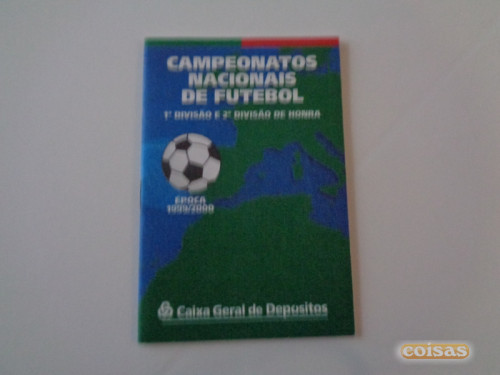 CAMPEONATOS
NACIONAIS
DE FUTEBOL
1ª DIVISÃO E 2ª DIVISÃO DE HONRA
ÉPOCA
1999/2000
Caixa Geral de Depositos
coisas